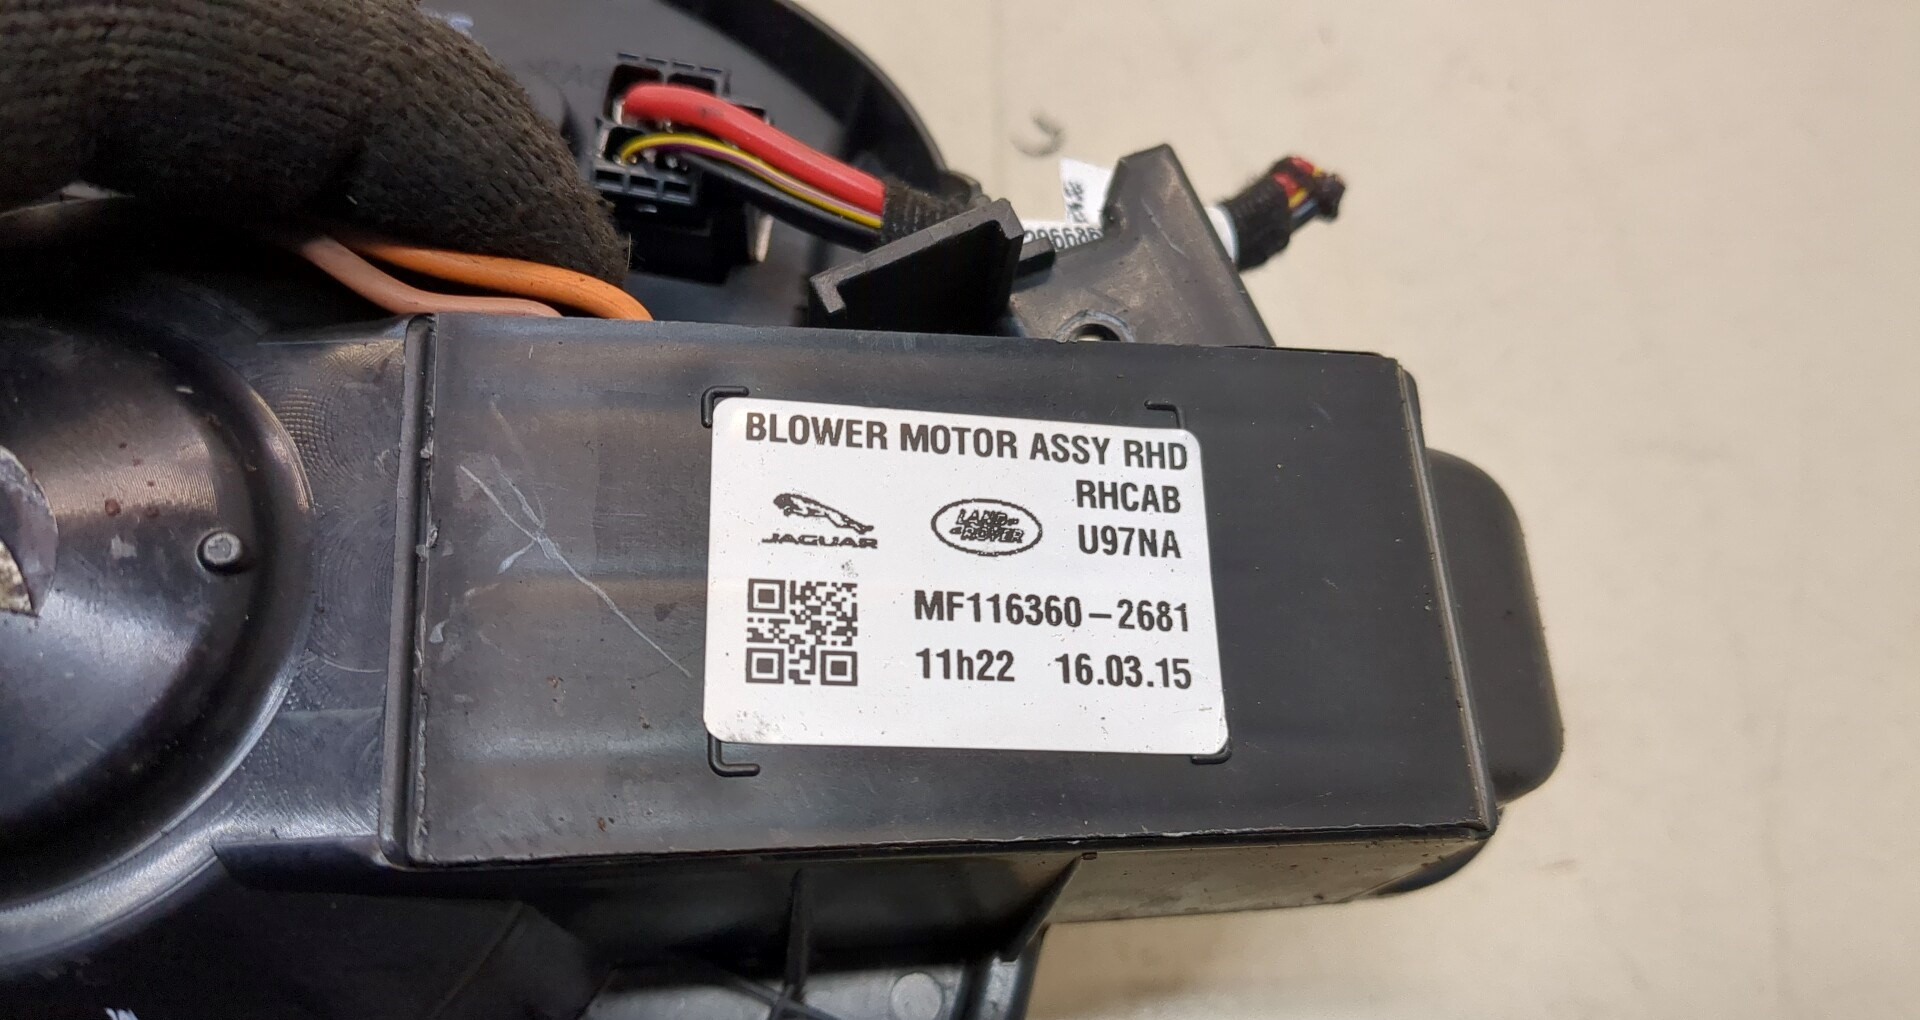 BLOWER MOTOR ASSY RHD
RHCAB
JAGUAR
LAND
ROVER
U97NA
MF116360-2681
11h22 16.03.15